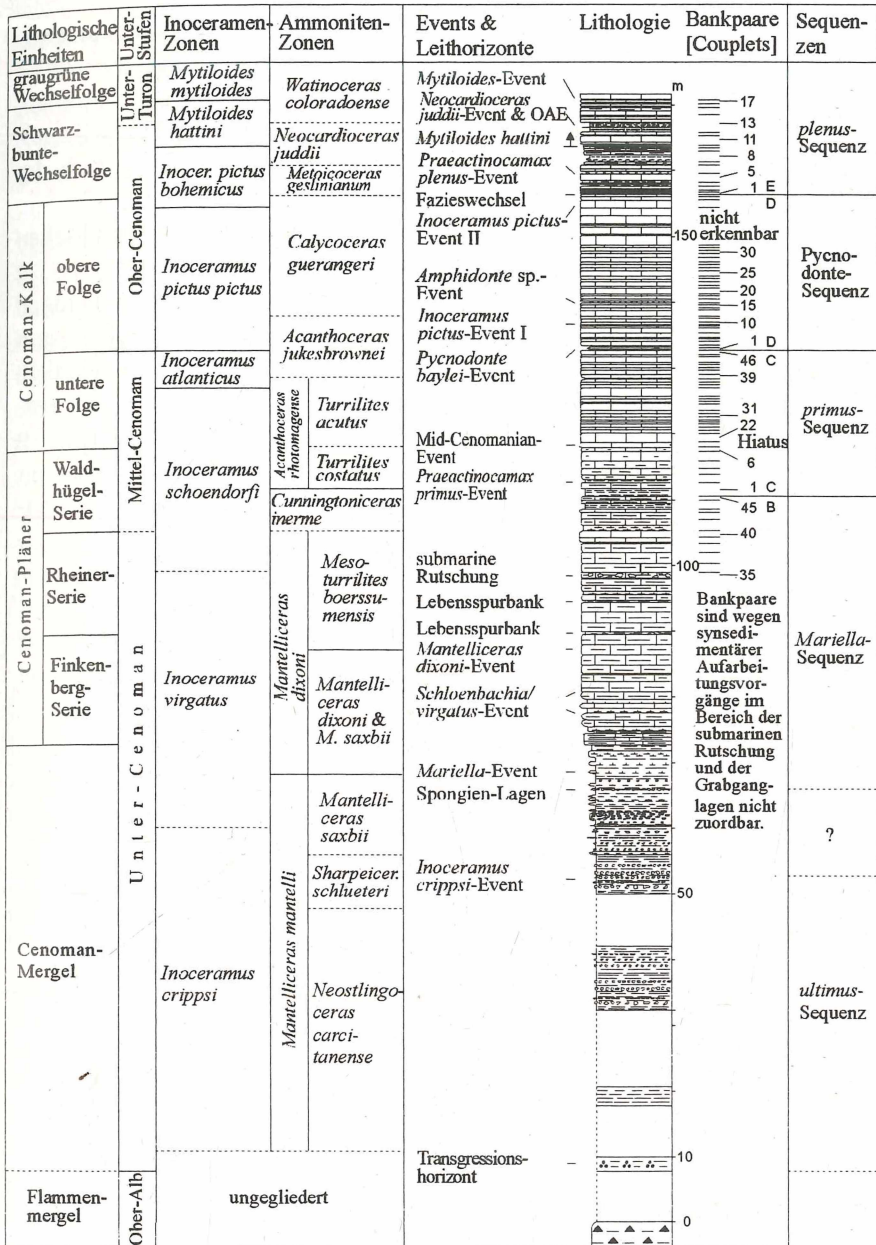 Lithologische
Einheiten
Unter-
Stufen
Inoceramen-
Zonen
Ammoniten-
Zonen
Events &
Leithorizonte
Lithologie
Bankpaare
[Couplets]
Sequen-
zen
graugrüne
Wechselfolge
Schwarz-
bunte-
Wechselfolge
Cenoman-Kalk
obere
Folge
untere
Folge
Cenoman-Pläner
Wald-
hügel-
Serie
Rheiner-
Serie
Finken-
berg-
Serie
Cenoman-
Mergel
Flammen-
mergel
Unter-
Turon
Ober-Cenoman
Mittel-Cenoman
Unter-Cenoman
Ober-Alb
Mytiloides
mytiloides
Mytiloides
hattini
Inocer. pictus
bohemicus
Inoceramus
pictus pictus
Inoceramus
atlanticus
Inoceramus
schoendorfi
Inoceramus
virgatus
Inoceramus
crippsi
ungegliedert
Watinoceras
coloradoense
Neocardioceras
juddii
Metoicoceras
geslinianum
Calycoceras
guerangeri
Acanthoceras
jukesbrownei
Acanthoceras
rhotomagense
Turrilites
acutus
Turrilites
costatus
Cunningtoniceras
inerme
Mantelliceras
dixoni
Meso-
turrilites
boerssu-
mensis
Mantelli-
ceras
dixoni &
M. saxbii
Mantelliceras mantelli
Mantelli-
ceras
saxbii
Sharpeicer.
schlueteri
Neostlingo-
ceras
carci-
tanense
Mytiloides-Event
Neocardioceras
juddii-Event & OAE
Mytiloides hattini
Praeactinocamax
plenus-Event
Fazieswechsel
Inoceramus pictus-
Event II
Amphidonte sp.-
Event
Inoceramus
pictus-Event I
Pycnodonte
baylei-Event
Mid-Cenomanian-
Event
Praeactinocamax
primus-Event
submarine
Rutschung
Lebensspurbank
Lebensspurbank
Mantelliceras
dixoni-Event
Schloenbachia/
virgatus-Event
Mariella-Event
Spongien-Lagen
Inoceramus
crippsi-Event
Transgressions-
horizont
m
150
100
50
10
0
17
13
11
8
5
1 E
D
nicht
erkennbar
30
25
20
15
10
1 D
46 C
39
31
22
Hiatus
6
1 C
45 B
40
35
Bankpaare
sind wegen
synsedi-
mentärer
Aufarbei-
tungsvor-
gänge im
Bereich der
submarinen
Rutschung
und der
Grabgang-
lagen nicht
zuordbar.
plenus-
Sequenz
Pycno-
donte-
Sequenz
primus-
Sequenz
Mariella-
Sequenz
?
ultimus-
Sequenz